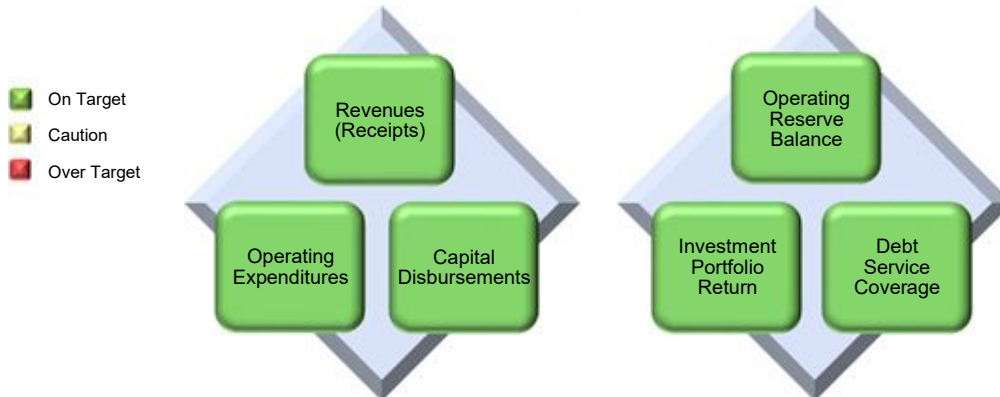 On Target
Caution
Over Target
Revenues
(Receipts)
Operating
Expenditures
Capital
Disbursements
Operating
Reserve
Balance
Investment
Portfolio
Return
Debt
Service
Coverage